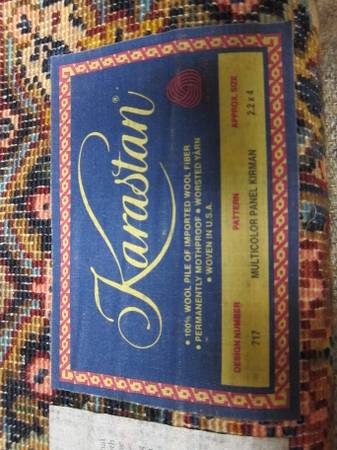 Karastan®
• 100% WOOL PILE OF IMPORTED WOOL FIBER
• PERMANENTLY MOTHPROOF • WORSTED YARN
• WOVEN IN U.S.A.
DESIGN NUMBER PATTERN APPROX. SIZE
717 MULTICOLOR PANEL KIRMAN 2.2 x 4